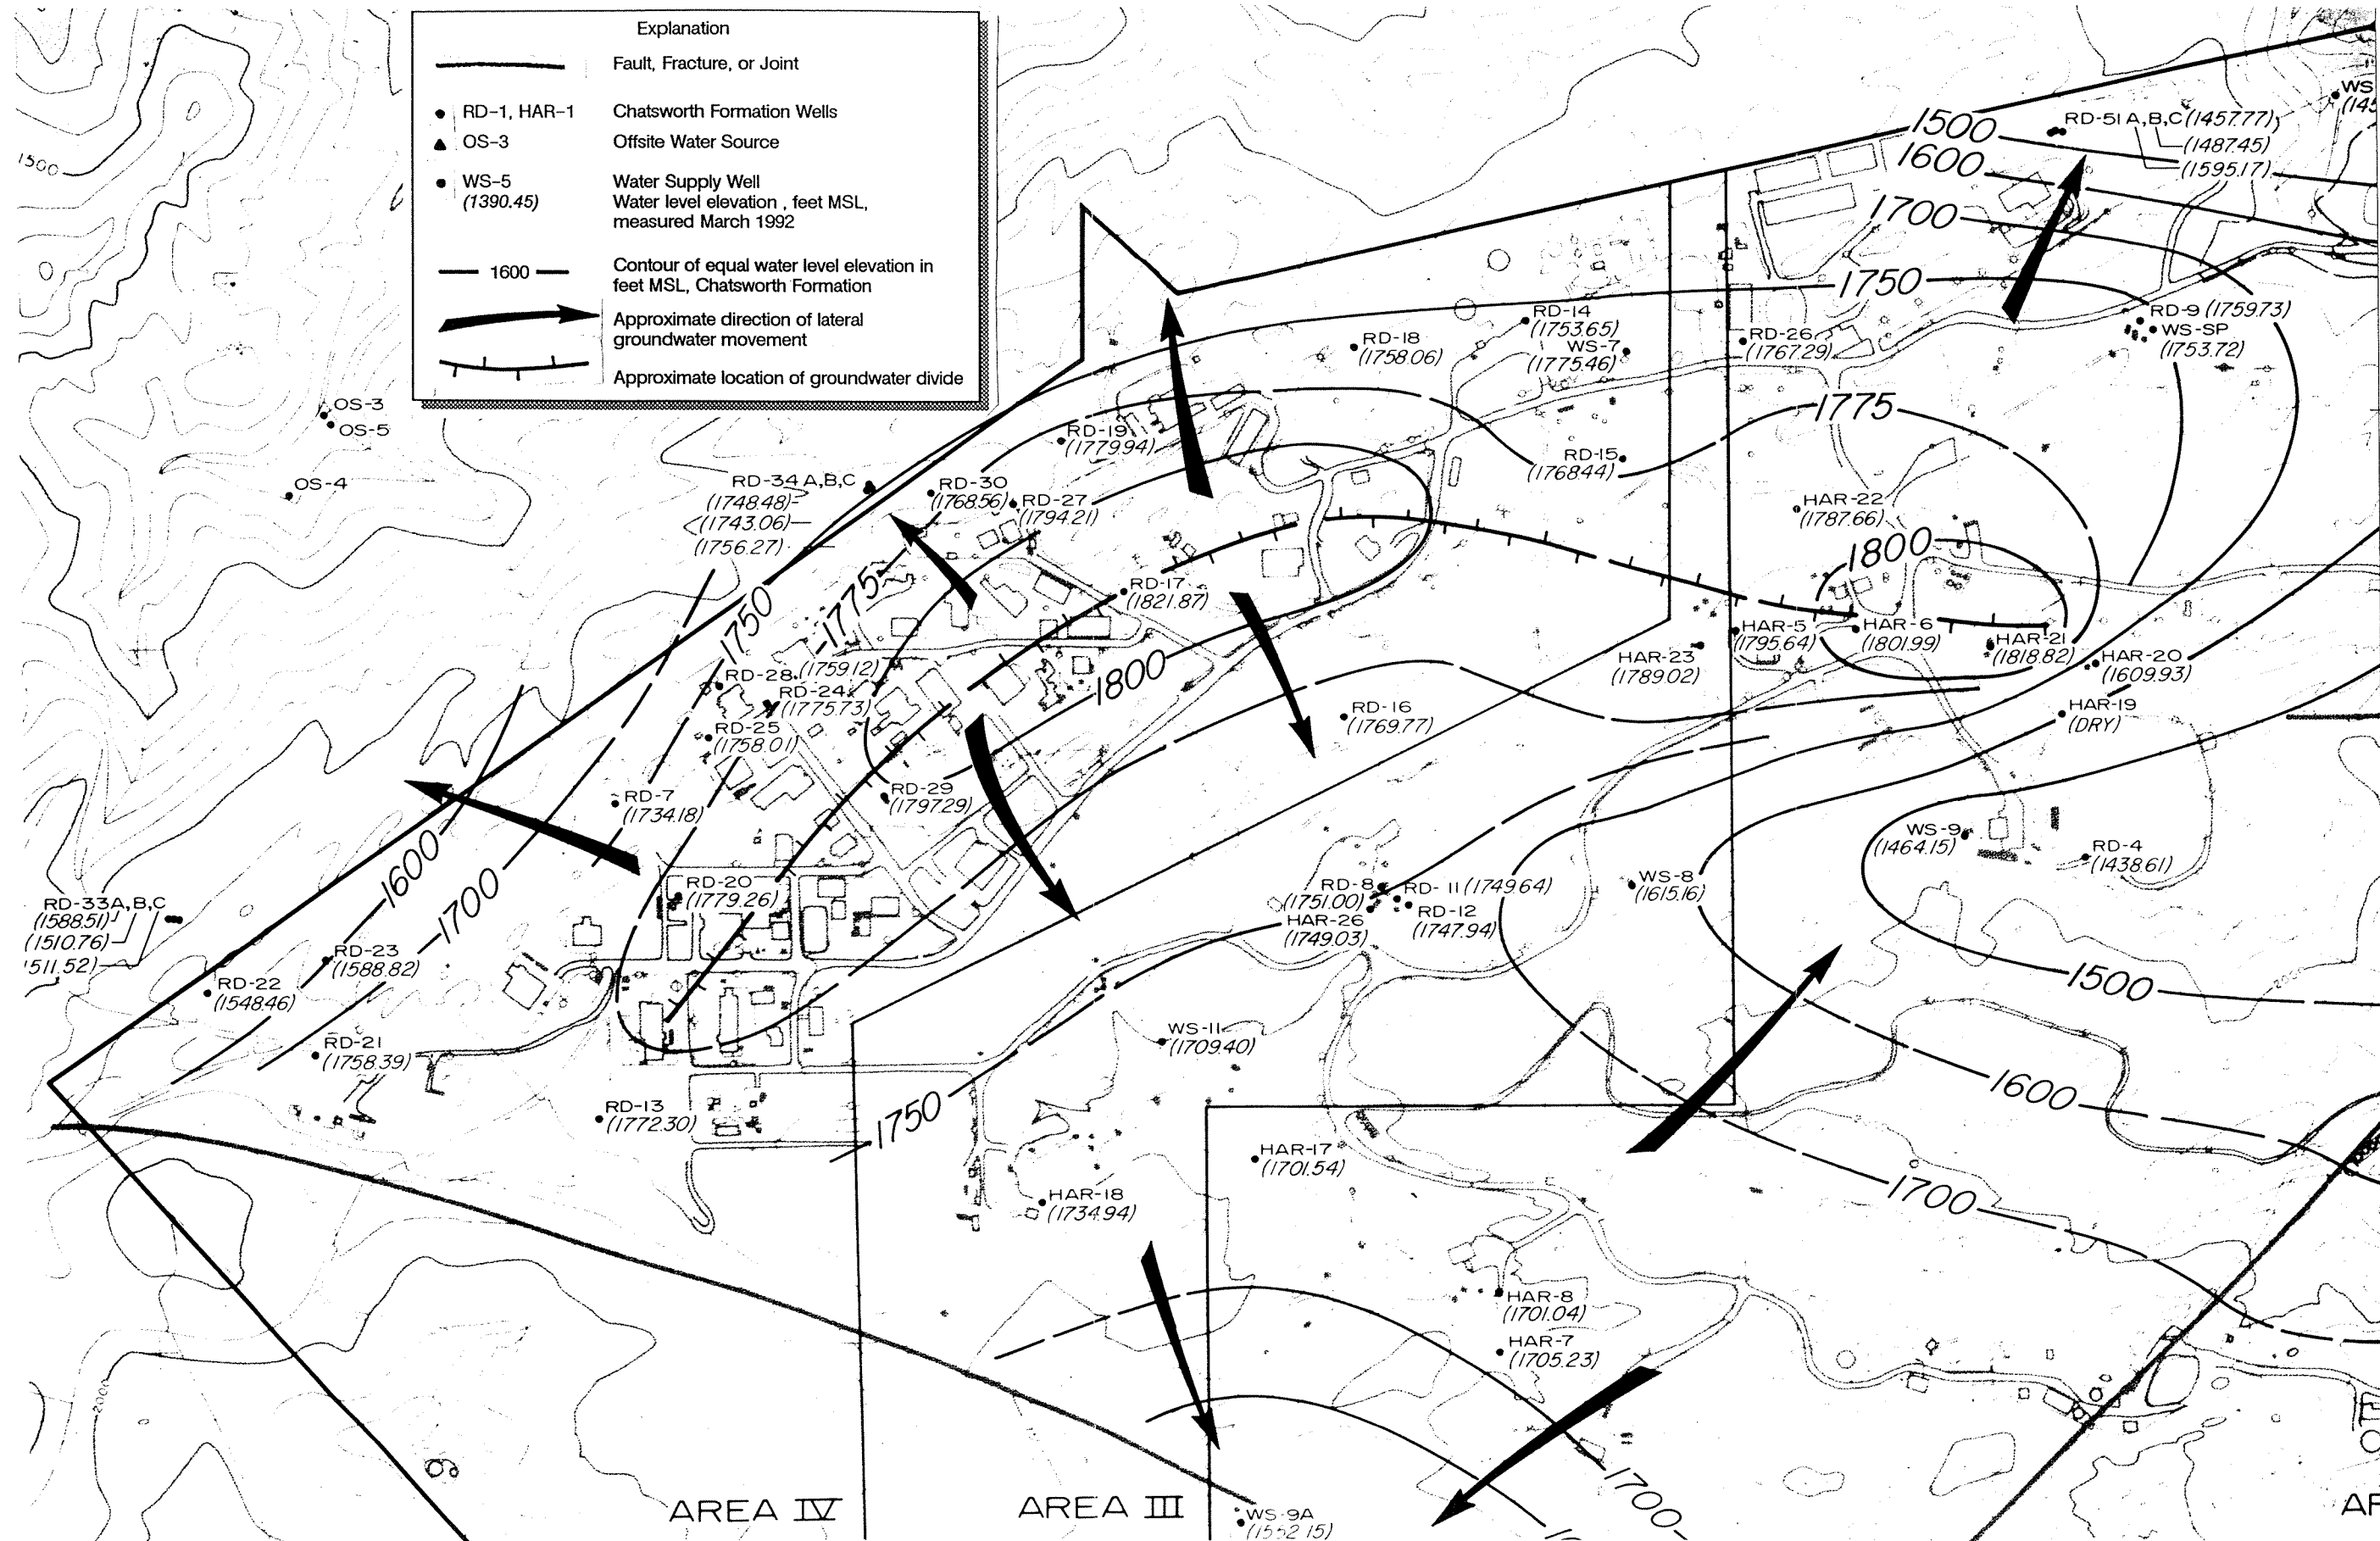 Explanation
Fault, Fracture, or Joint
RD-1, HAR-1 Chatsworth Formation Wells
OS-3 Offsite Water Source
WS-5 Water Supply Well
(1390.45) Water level elevation , feet MSL,
measured March 1992
1600 Contour of equal water level elevation in
feet MSL, Chatsworth Formation
Approximate direction of lateral
groundwater movement
Approximate location of groundwater divide
1500
OS-3
OS-5
OS-4
1500
1600
1700
1750
1775
1800
RD-51 A,B,C (1457.77)
(1487.45)
(1595.17)
WS
RD-9 (1759.73)
WS-SP
(1753.72)
RD-14
(1753.65)
WS-7
(1775.46)
RD-18
(1758.06)
RD-26
(1767.29)
RD-19
(1779.94)
RD-15
(1768.44)
RD-34 A,B,C
(1748.48)
(1743.06)
(1756.27)
RD-30
(1768.56)
RD-27
(1794.21)
HAR-22
(1787.66)
RD-17
(1821.87)
1750
1775
1800
HAR-5
(1795.64)
HAR-6
(1801.99)
HAR-21
(1818.82)
HAR-20
(1609.93)
HAR-23
(1789.02)
HAR-19
(DRY)
RD-28 (1759.12)
RD-24
(1775.73)
RD-25
(1758.01)
RD-16
(1769.77)
RD-7
(1734.18)
RD-29
(1797.29)
WS-9
(1464.15)
RD-4
(1438.61)
1600
1700
RD-20
(1779.26)
RD-8
(1751.00)
RD-11 (1749.64)
RD-12
(1747.94)
HAR-26
(1749.03)
WS-8
(1615.16)
RD-33A,B,C
(1588.51)
(1510.76)
1511.52)
RD-23
(1588.82)
RD-22
(1548.46)
RD-21
(1758.39)
1500
2000
WS-11
(1709.40)
1600
RD-13
(1772.30)
1750
HAR-17
(1701.54)
HAR-18
(1734.94)
1700
HAR-8
(1701.04)
HAR-7
(1705.23)
2000
1700
AREA IV
AREA III
WS-9A
(1552.15)